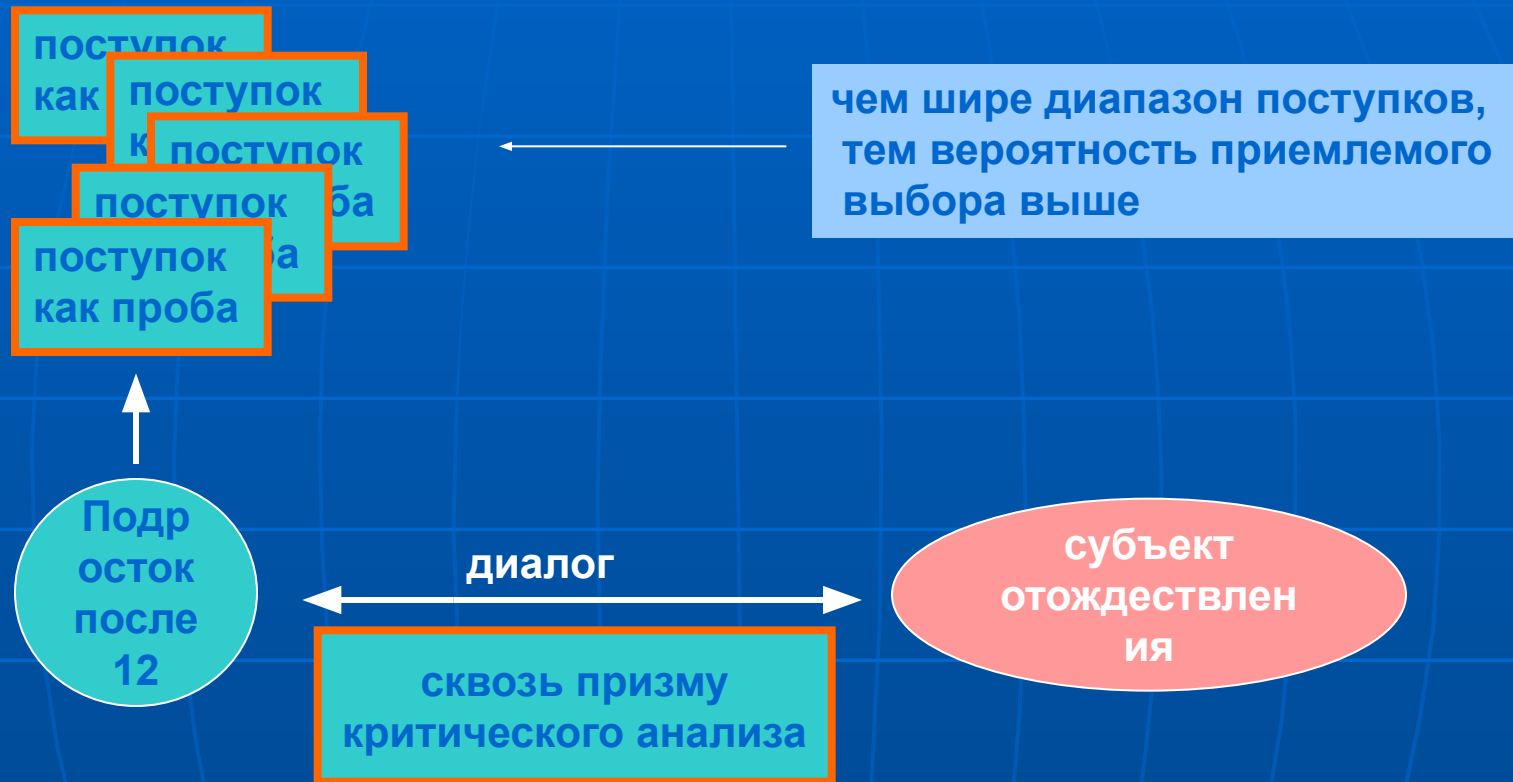 поступок
как
поступок
к
поступок
ба
поступок
ба
поступок
как проба
чем шире диапазон поступков,
тем вероятность приемлемого
выбора выше
Подр
осток
после
12
диалог
сквозь призму
критического анализа
субъект
отождествлен
ия